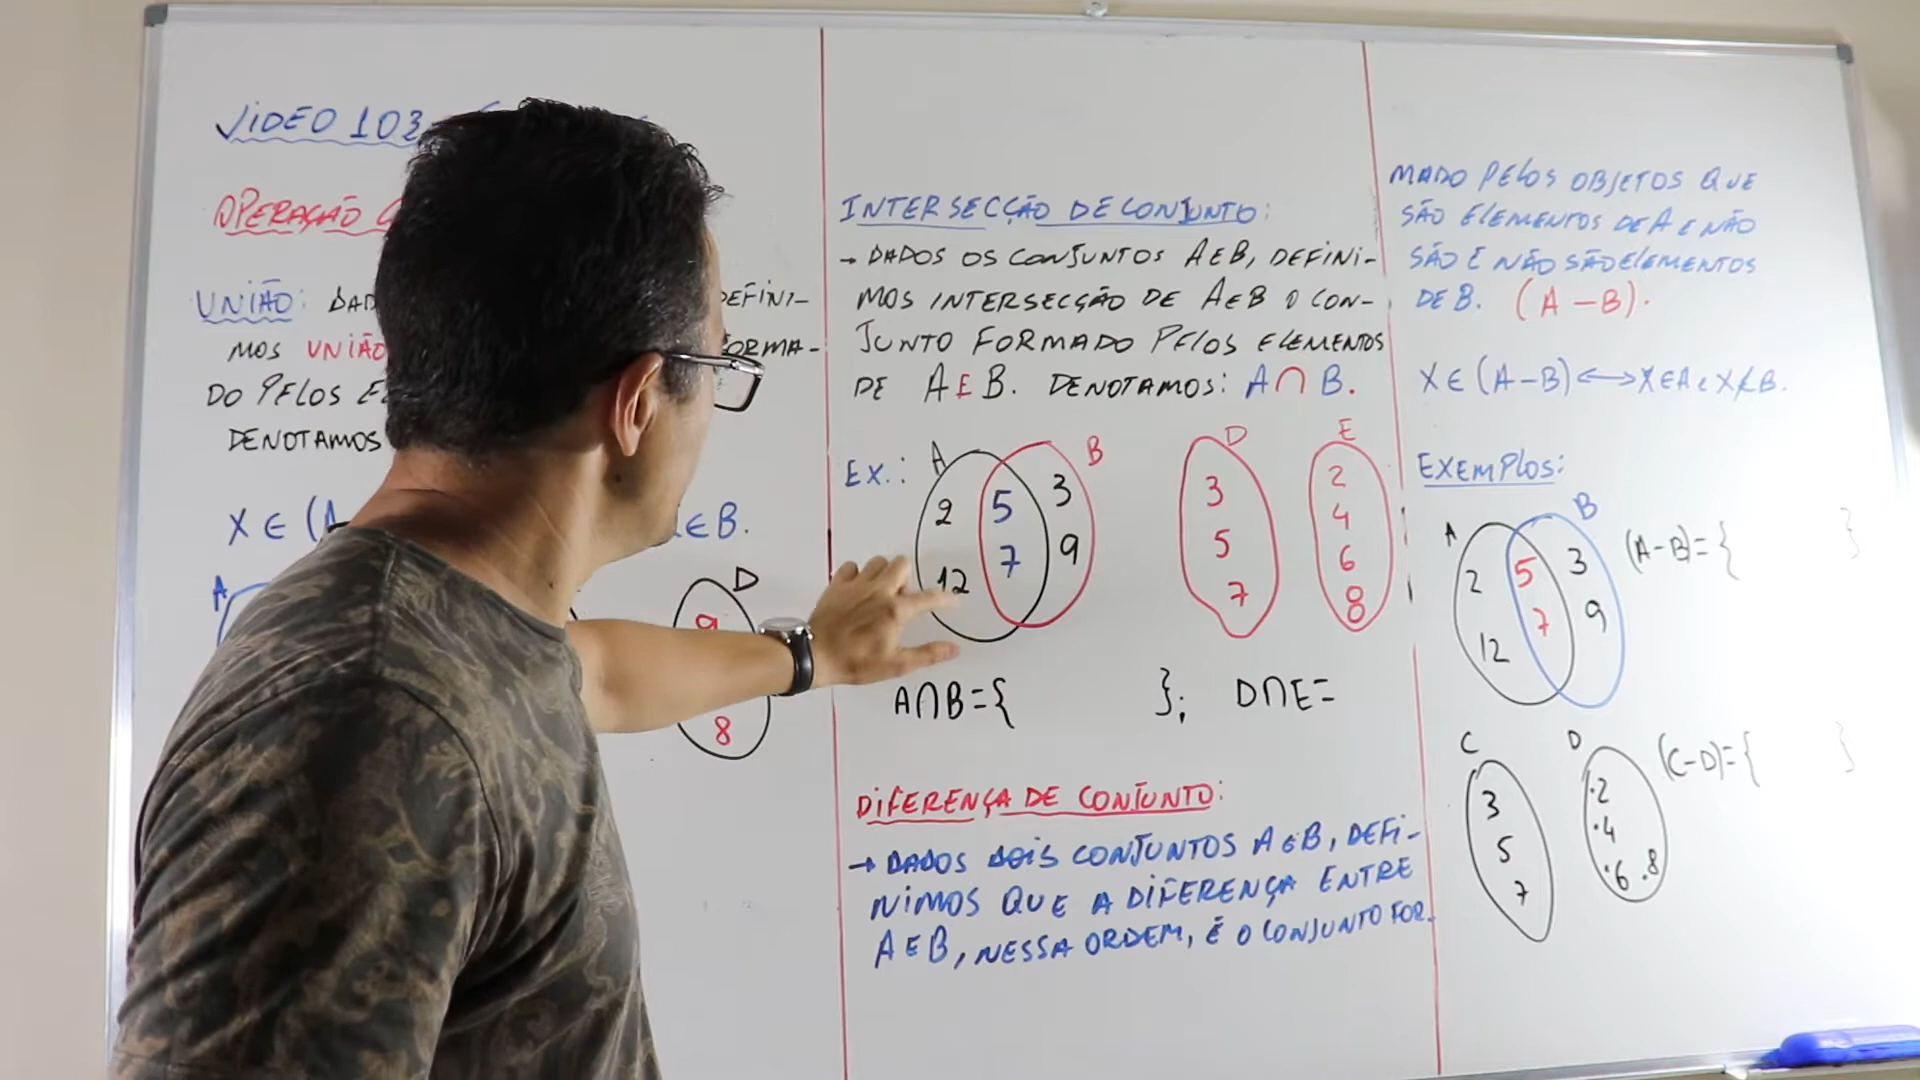 VIDEO 103
OPERAÇÃO
UNIÃO: DEFINI-
MOS UNIÃO FORMA-
DO PELOS
DENOTAMOS
X ∈ (A ∈ B.
A D
9
8
INTERSECÇÃO DE CONJUNTO:
→ DADOS OS CONJUNTOS A E B, DEFINI-
MOS INTERSECÇÃO DE A E B O CON-
JUNTO FORMADO PELOS ELEMENTOS
DE A E B. DENOTAMOS: A ∩ B.
EX.: A B D E
2 5 3 3 2
12 7 9 5 4
7 6
8
A∩B={ }; D∩E=
DIFERENÇA DE CONJUNTO:
→ DADOS DOIS CONJUNTOS A E B, DEFI-
NIMOS QUE A DIFERENÇA ENTRE
A E B, NESSA ORDEM, É O CONJUNTO FOR-
MADO PELOS OBJETOS QUE
SÃO ELEMENTOS DE A E NÃO
SÃO E NÃO SÃO ELEMENTOS
DE B. (A - B).
X ∈ (A - B) ⟷ X ∈ A e X ∉ B.
EXEMPLOS:
A B (A-B)={ }
2 5 3
12 7 9
C D (C-D)={ }
3 .2
5 .4
7 .6 .8